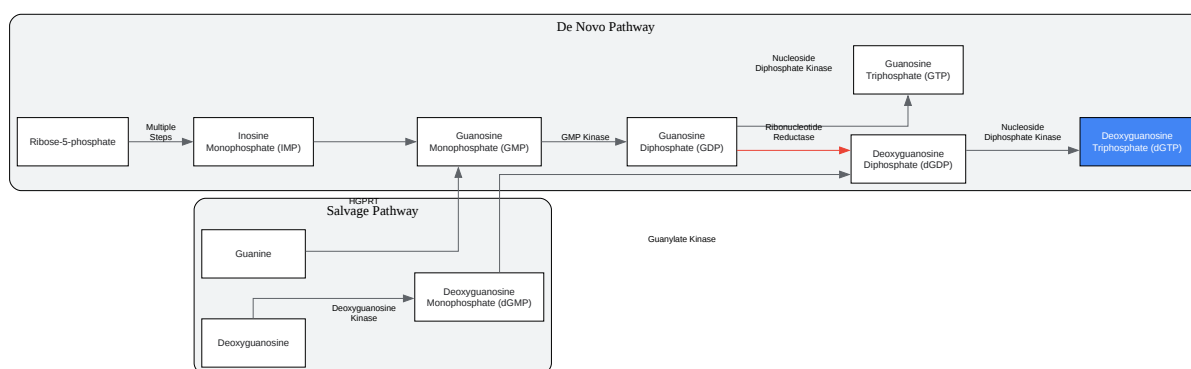 De Novo Pathway
Nucleoside
Diphosphate Kinase
Guanosine
Triphosphate (GTP)
Ribose-5-phosphate
Multiple
Steps
Inosine
Monophosphate (IMP)
Guanosine
Monophosphate (GMP)
GMP Kinase
Guanosine
Diphosphate (GDP)
Ribonucleotide
Reductase
Deoxyguanosine
Diphosphate (dGDP)
Nucleoside
Diphosphate Kinase
Deoxyguanosine
Triphosphate (dGTP)
HGPRT
Salvage Pathway
Guanine
Guanylate Kinase
Deoxyguanosine
Kinase
Deoxyguanosine
Monophosphate (dGMP)
Deoxyguanosine